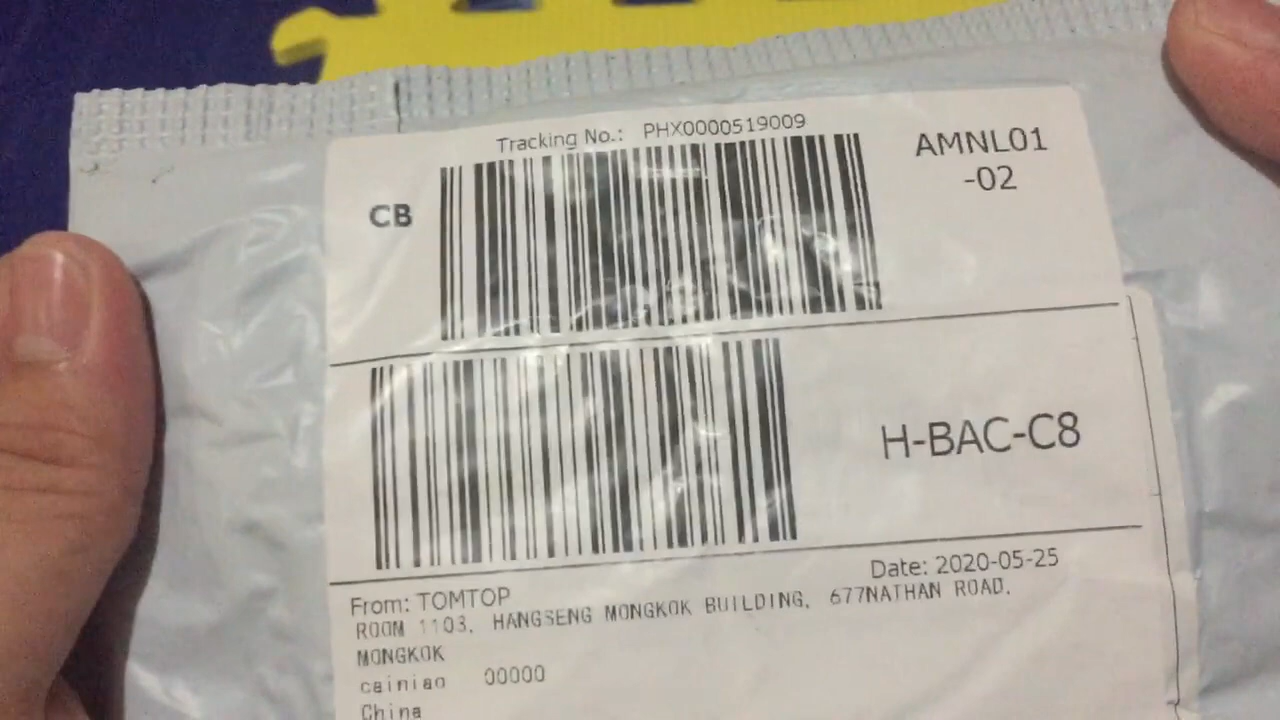 Tracking No.: PHX0000519009
AMNL01
-02
CB
H-BAC-C8
Date: 2020-05-25
From: TOMTOP
ROOM 1103, HANGSENG MONGKOK BUILDING, 677NATHAN ROAD,
MONGKOK
cainiao 00000
China